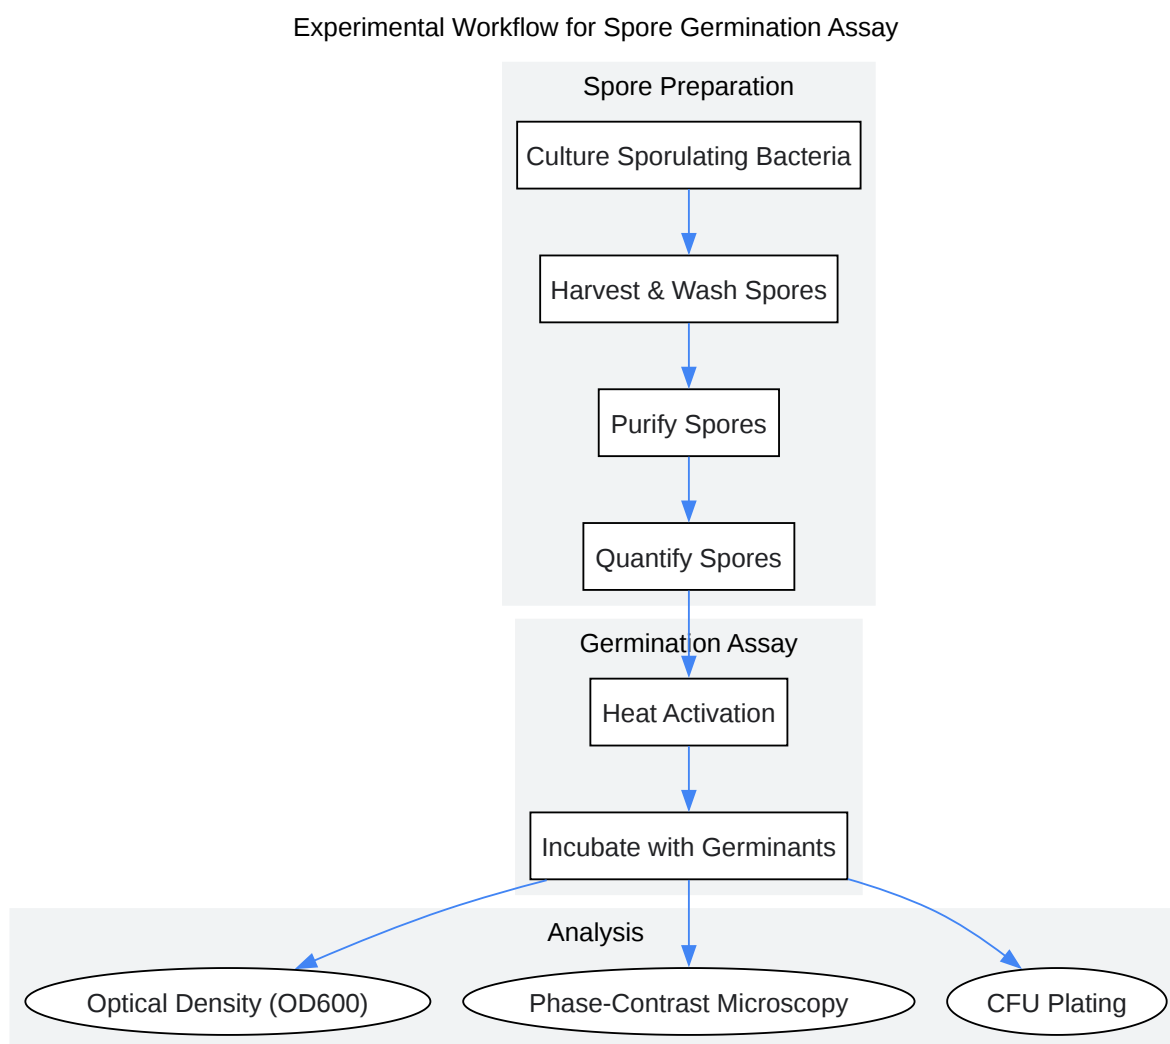 Experimental Workflow for Spore Germination Assay
Spore Preparation
Culture Sporulating Bacteria
Harvest & Wash Spores
Purify Spores
Quantify Spores
Germination Assay
Heat Activation
Incubate with Germinants
Analysis
Optical Density (OD600)
Phase-Contrast Microscopy
CFU Plating